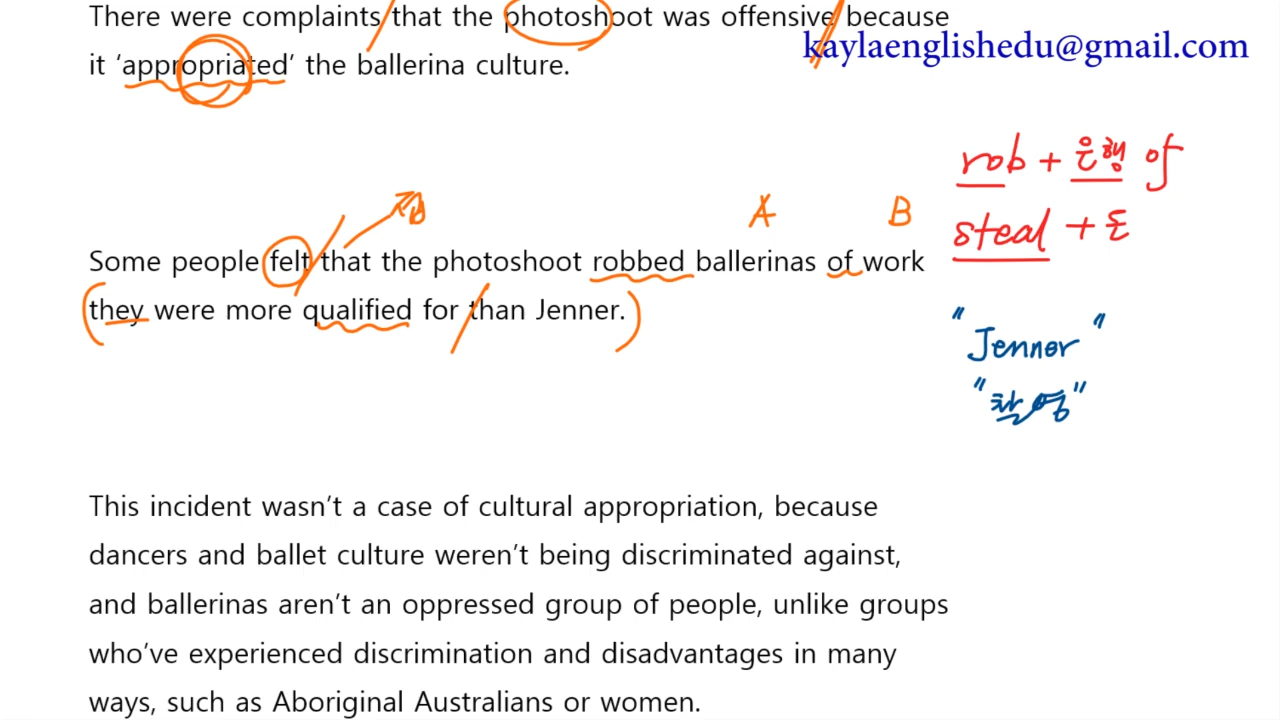 There were complaints that the photoshoot was offensive because
kaylaenglishedu@gmail.com
it ‘appropriated’ the ballerina culture.
rob + 은행
steal + 돈
A B
Some people felt that the photoshoot robbed ballerinas of work
they were more qualified for than Jenner.
"Jenner"
"촬영"
This incident wasn’t a case of cultural appropriation, because
dancers and ballet culture weren’t being discriminated against,
and ballerinas aren’t an oppressed group of people, unlike groups
who’ve experienced discrimination and disadvantages in many
ways, such as Aboriginal Australians or women.